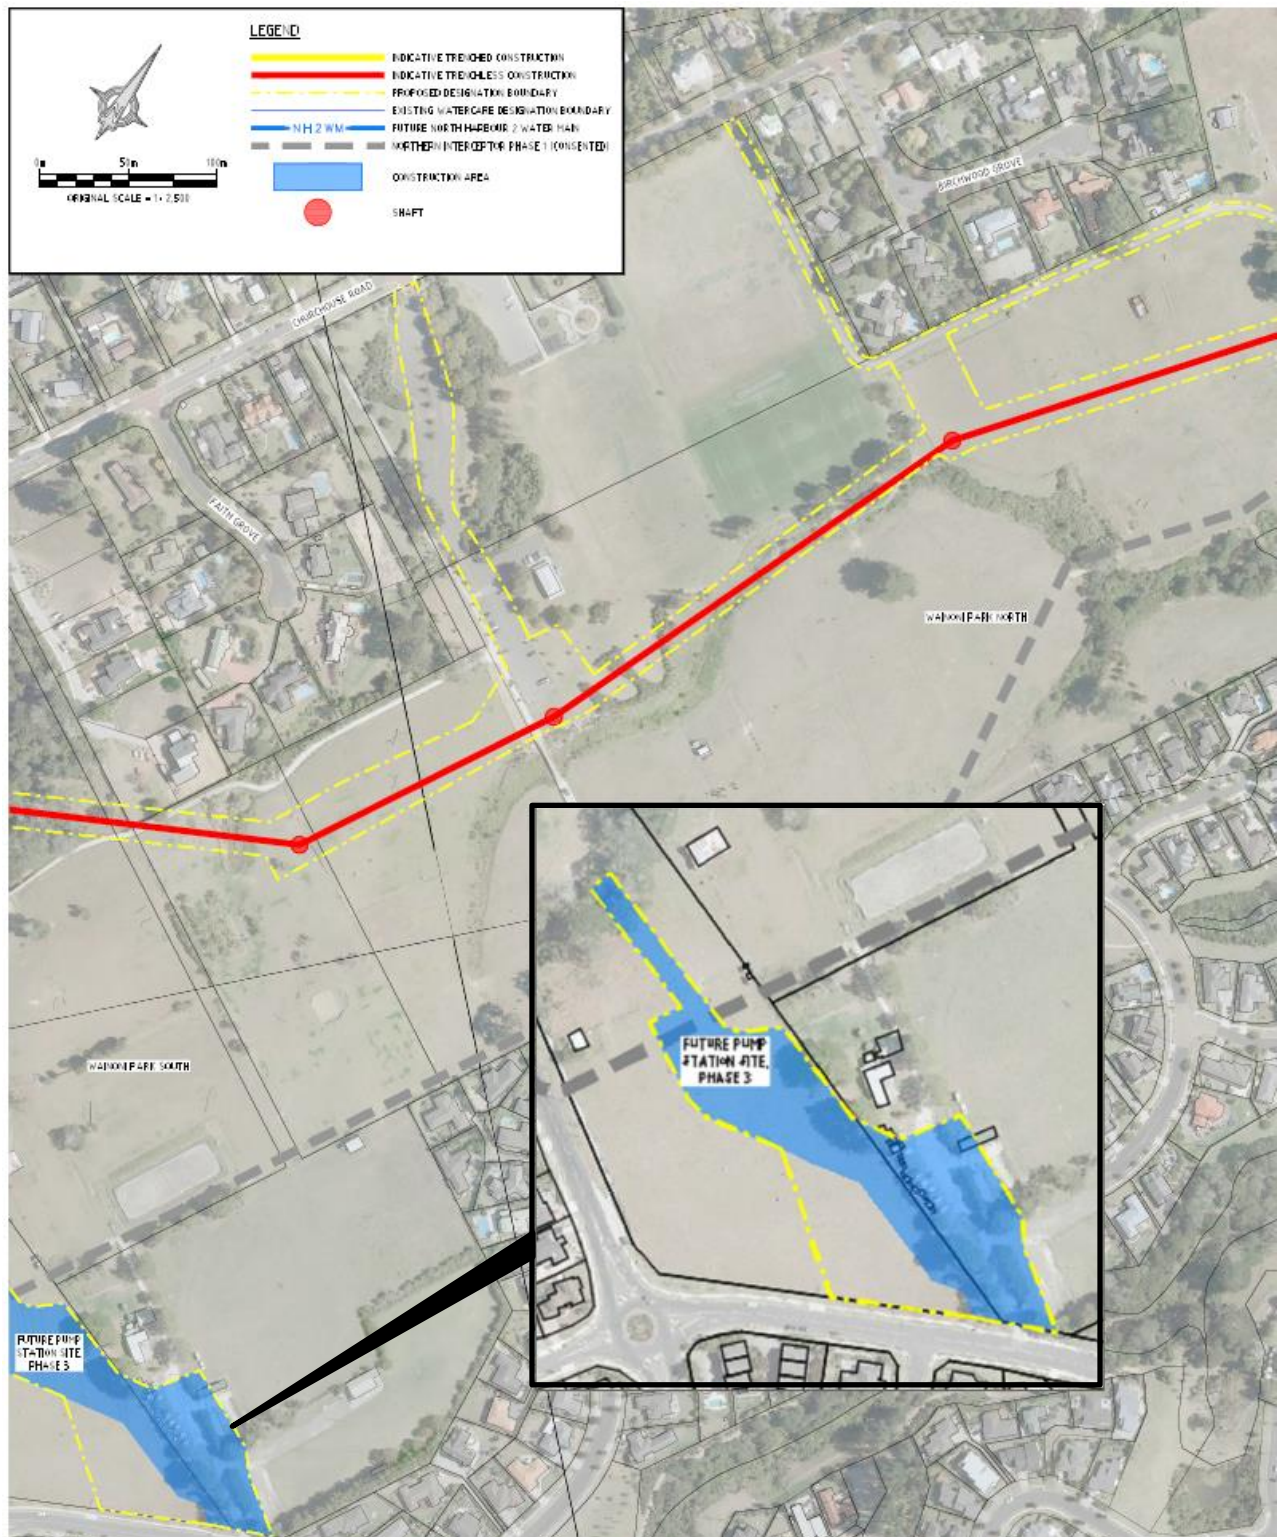 LEGEND
INDICATIVE TRENCHED CONSTRUCTION
INDICATIVE TRENCHLESS CONSTRUCTION
PROPOSED DESIGNATION BOUNDARY
EXISTING WATERCARE DESIGNATION BOUNDARY
NH2 WM
FUTURE NORTH HARBOUR 2 WATER MAIN
NORTHERN INTERCEPTOR PHASE 1 (CONSENTED)
CONSTRUCTION AREA
SHAFT
0m 50m 100m
ORIGINAL SCALE = 1: 2,500
BIRCHWOOD GROVE
CHURCHOUSE ROAD
FAITH GROVE
WAINONI PARK NORTH
WAINONI PARK SOUTH
FUTURE PUMP
STATION SITE,
PHASE 3
FUTURE PUMP
STATION SITE,
PHASE 3